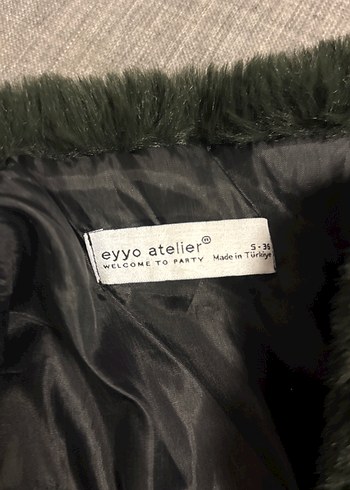 eyyo atelier®
WELCOME TO PARTY
S - 36
Made in Türkiye